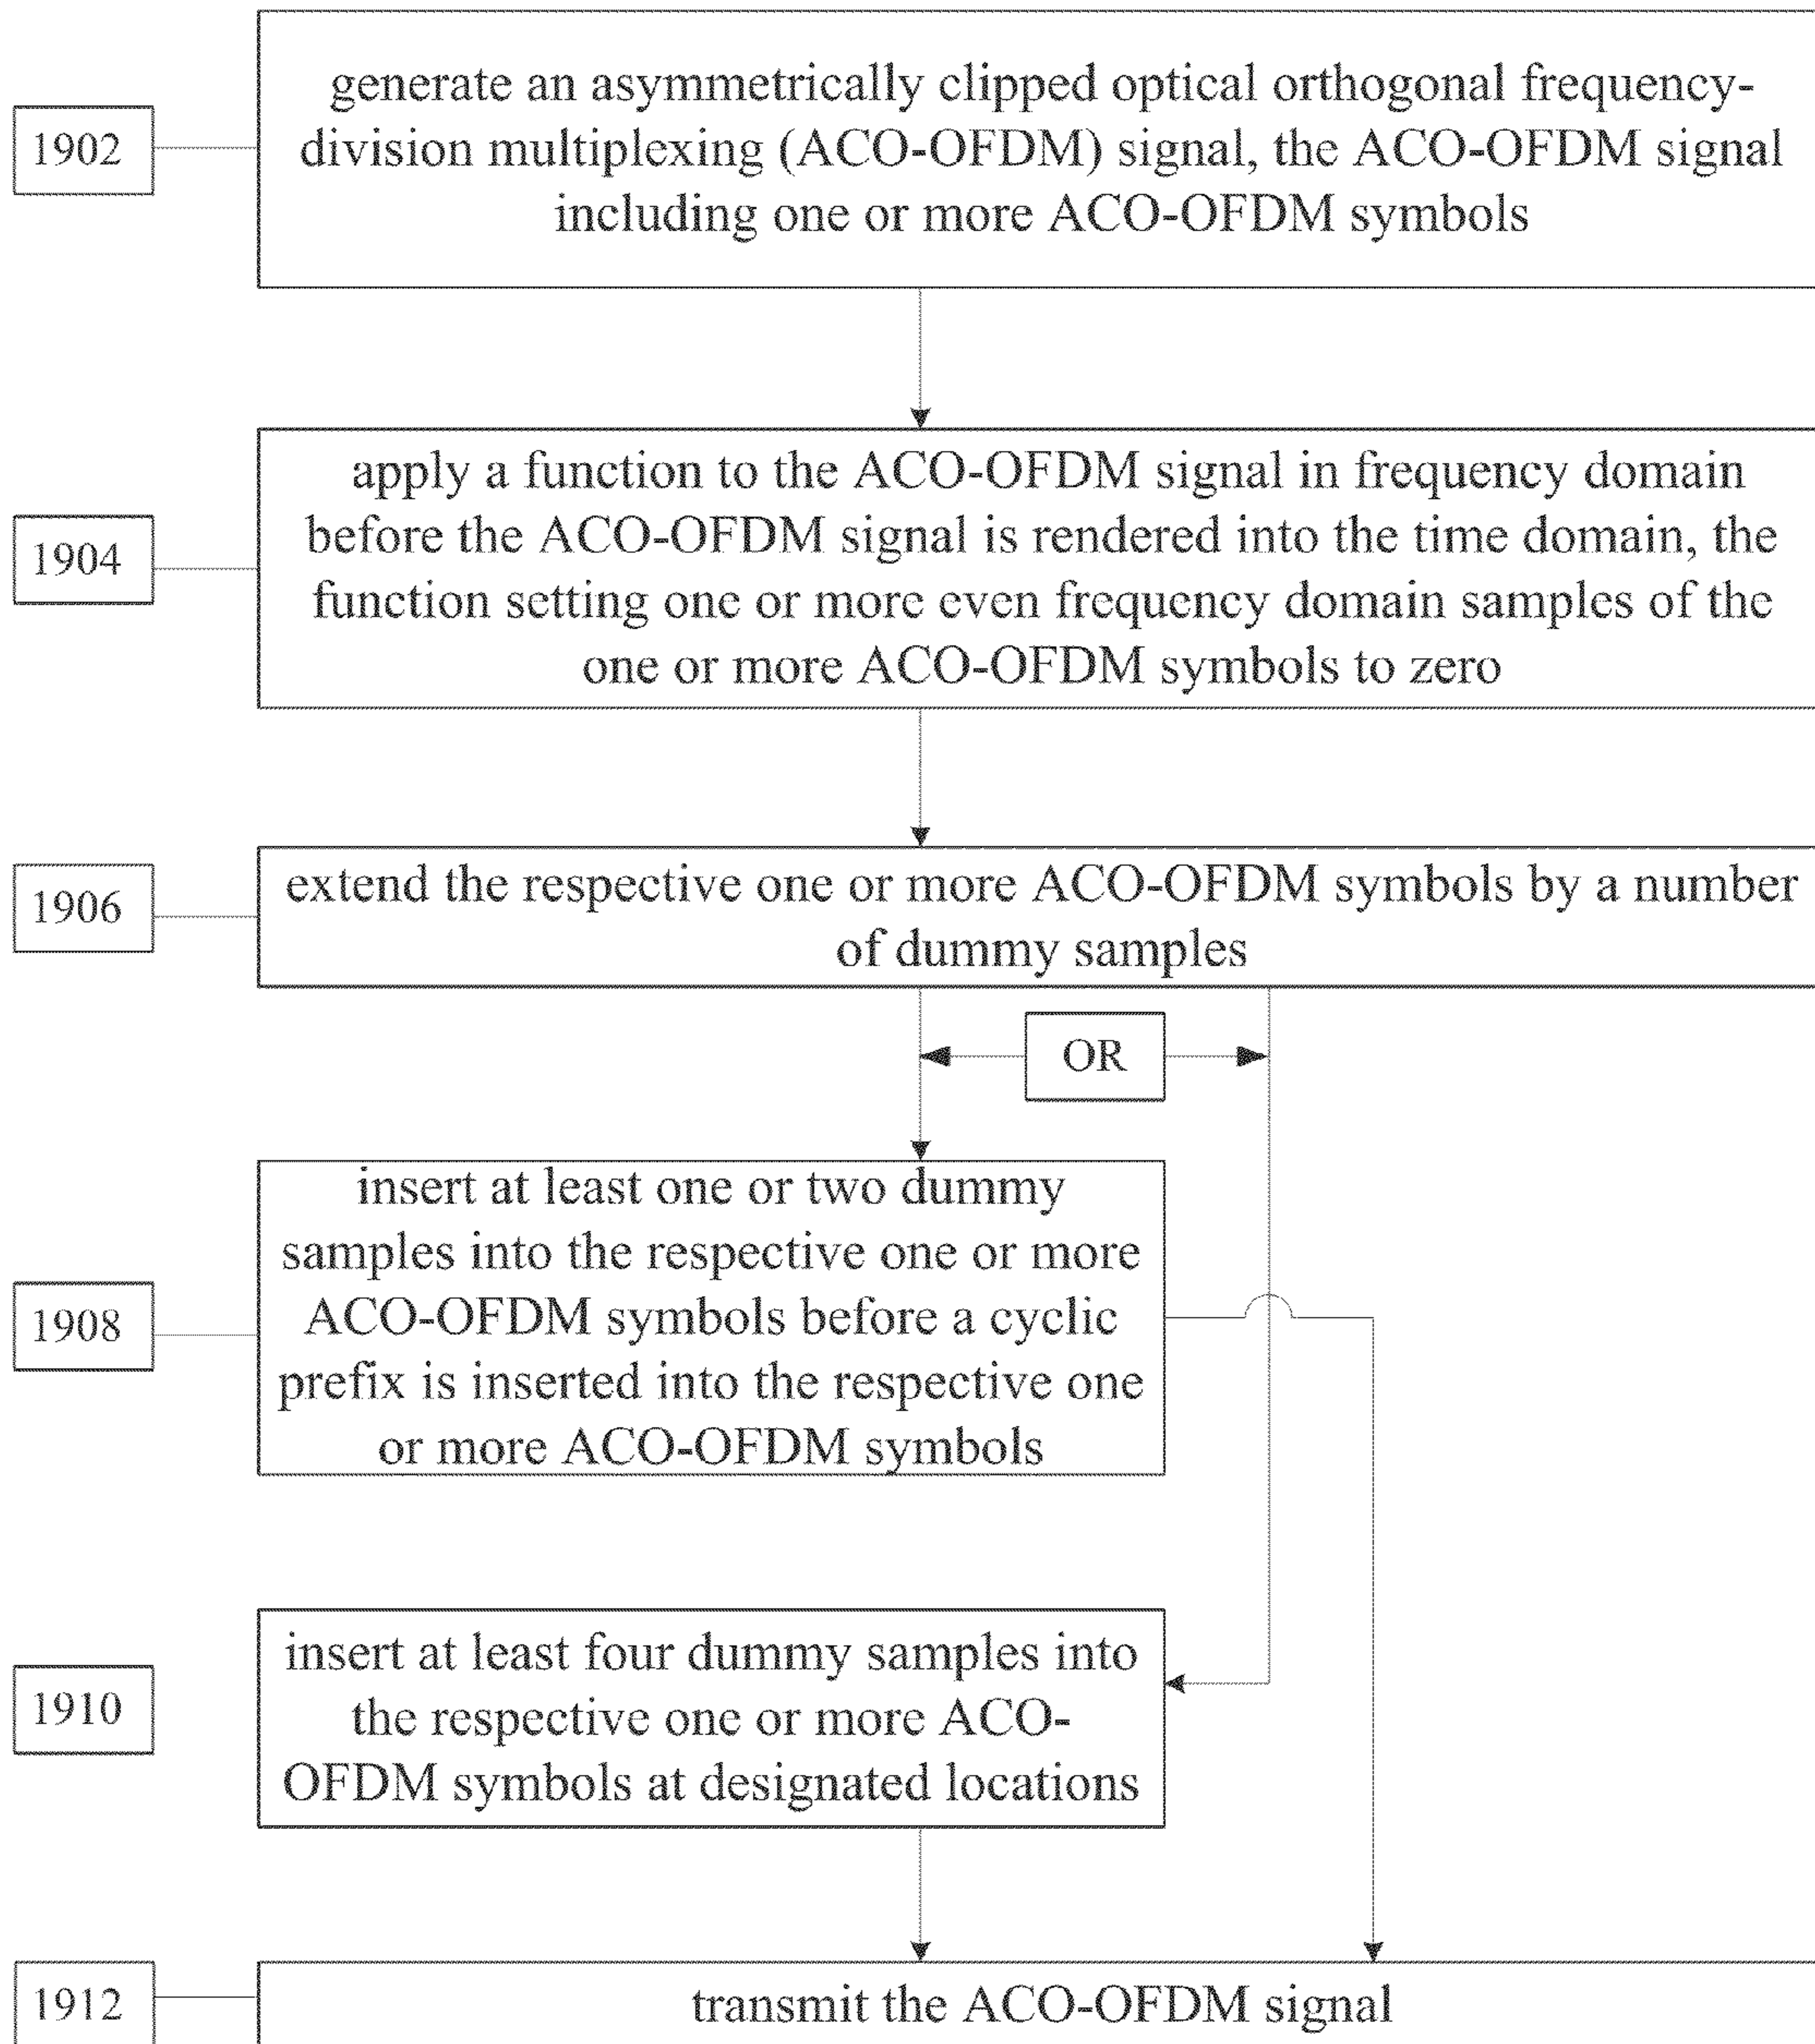 generate an asymmetrically clipped optical orthogonal frequency-
1902
division multiplexing (ACO-OFDM) signal, the ACO-OFDM signal
including one or more ACO-OFDM symbols
apply a function to the ACO-OFDM signal in frequency domain
before the ACO-OFDM signal is rendered into the time domain, the
1904
function setting one or more even frequency domain samples of the
one or more ACO-OFDM symbols to zero
1906
extend the respective one or more ACO-OFDM symbols by a number
of dummy samples
OR
insert at least one or two dummy
samples into the respective one or more
1908
ACO-OFDM symbols before a cyclic
prefix is inserted into the respective one
or more ACO-OFDM symbols
insert at least four dummy samples into
1910
the respective one or more ACO-
OFDM symbols at designated locations
1912
transmit the ACO-OFDM signal